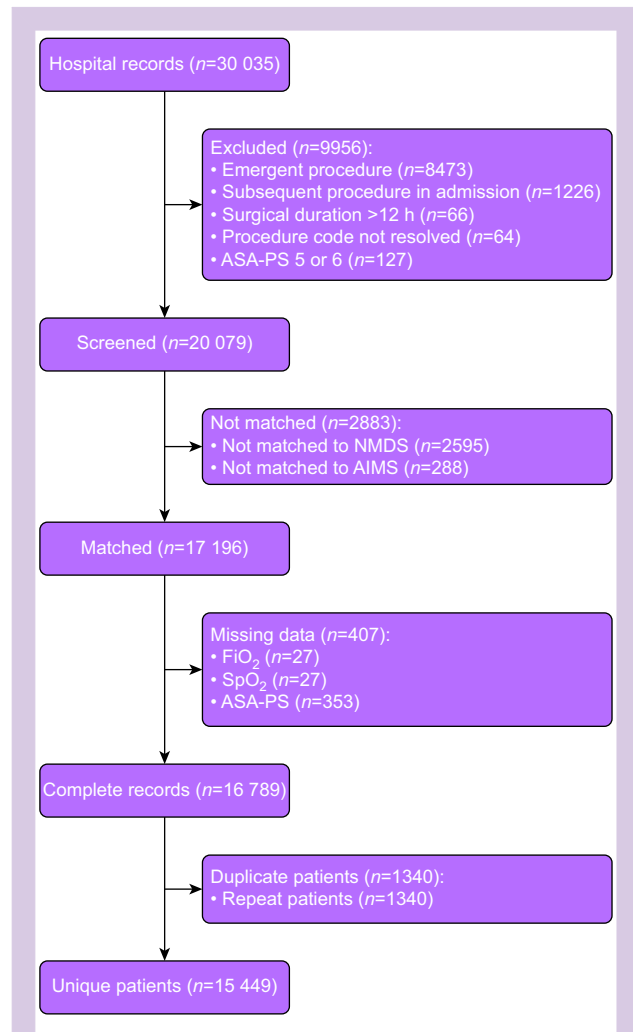 Hospital records (n=30 035)
Excluded (n=9956):
• Emergent procedure (n=8473)
• Subsequent procedure in admission (n=1226)
• Surgical duration >12 h (n=66)
• Procedure code not resolved (n=64)
• ASA-PS 5 or 6 (n=127)
Screened (n=20 079)
Not matched (n=2883):
• Not matched to NMDS (n=2595)
• Not matched to AIMS (n=288)
Matched (n=17 196)
Missing data (n=407):
• FiO₂ (n=27)
• SpO₂ (n=27)
• ASA-PS (n=353)
Complete records (n=16 789)
Duplicate patients (n=1340):
• Repeat patients (n=1340)
Unique patients (n=15 449)